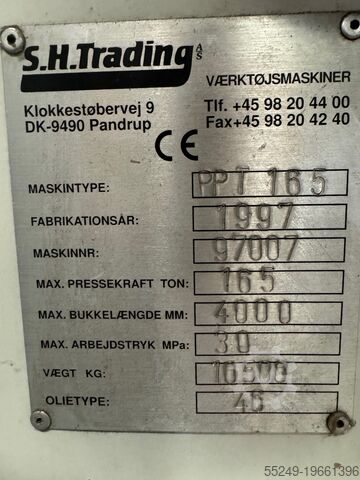 S.H.Trading A/S
VÆRKTØJSMASKINER
Klokkestøbervej 9
DK-9490 Pandrup
Tlf. +45 98 20 44 00
Fax+45 98 20 42 40
CE
MASKINTYPE: PPT 165
FABRIKATIONSÅR: 1997
MASKINNR: 97007
MAX. PRESSEKRAFT TON: 165
MAX. BUKKELÆNGDE MM: 4000
MAX. ARBEJDSTRYK MPa: 30
VÆGT KG: 16500
OLIETYPE: 46
55249-19661396